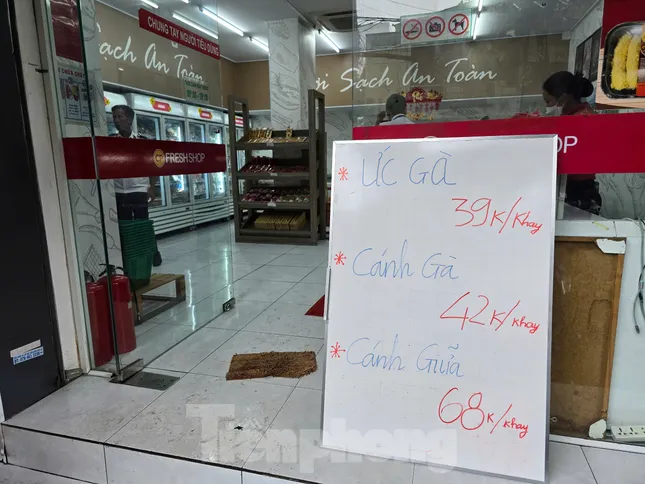 CHUNG TAY NGƯỜI TIÊU DÙNG
Sạch An Toàn
ơi Sạch An Toàn
FRESH SHOP
OP
* ỨC GÀ
39K/Khay
* Cánh Gà
42K/Khay
* Cánh Giữa
68K/Khay
Tiền phong